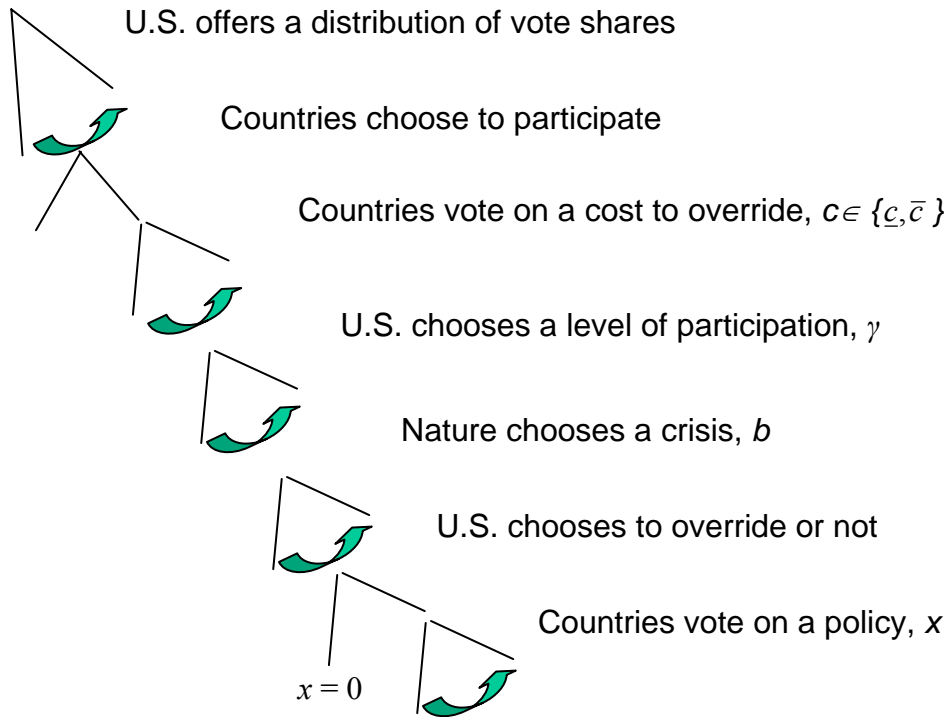 U.S. offers a distribution of vote shares
Countries choose to participate
Countries vote on a cost to override, c∈ {c̲,c̅ }
U.S. chooses a level of participation, γ
Nature chooses a crisis, b
U.S. chooses to override or not
Countries vote on a policy, x
x = 0